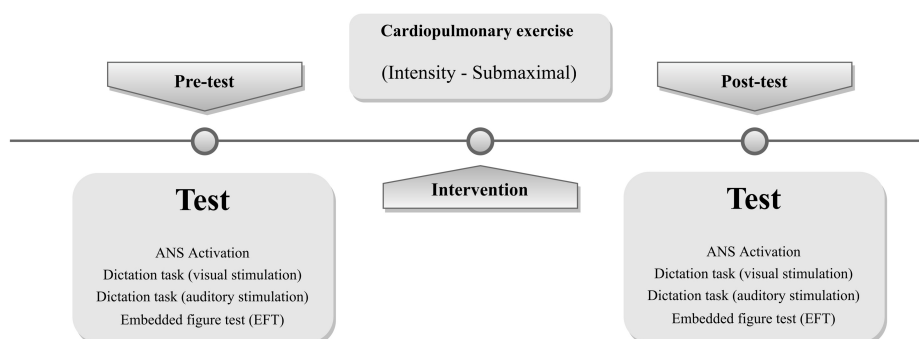 Cardiopulmonary exercise
(Intensity - Submaximal)
Pre-test
Post-test
Intervention
Test
ANS Activation
Dictation task (visual stimulation)
Dictation task (auditory stimulation)
Embedded figure test (EFT)
Test
ANS Activation
Dictation task (visual stimulation)
Dictation task (auditory stimulation)
Embedded figure test (EFT)